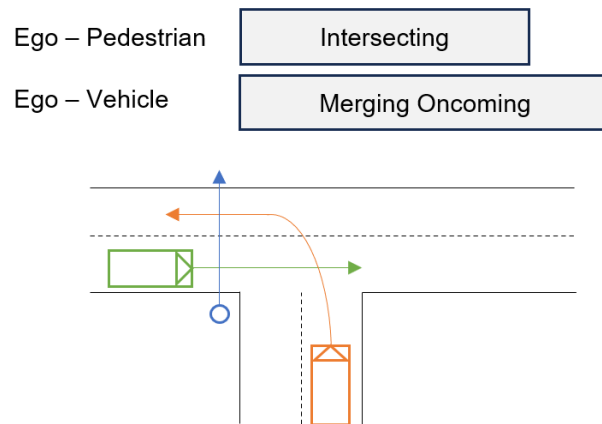 Ego – Pedestrian Intersecting
Ego – Vehicle Merging Oncoming